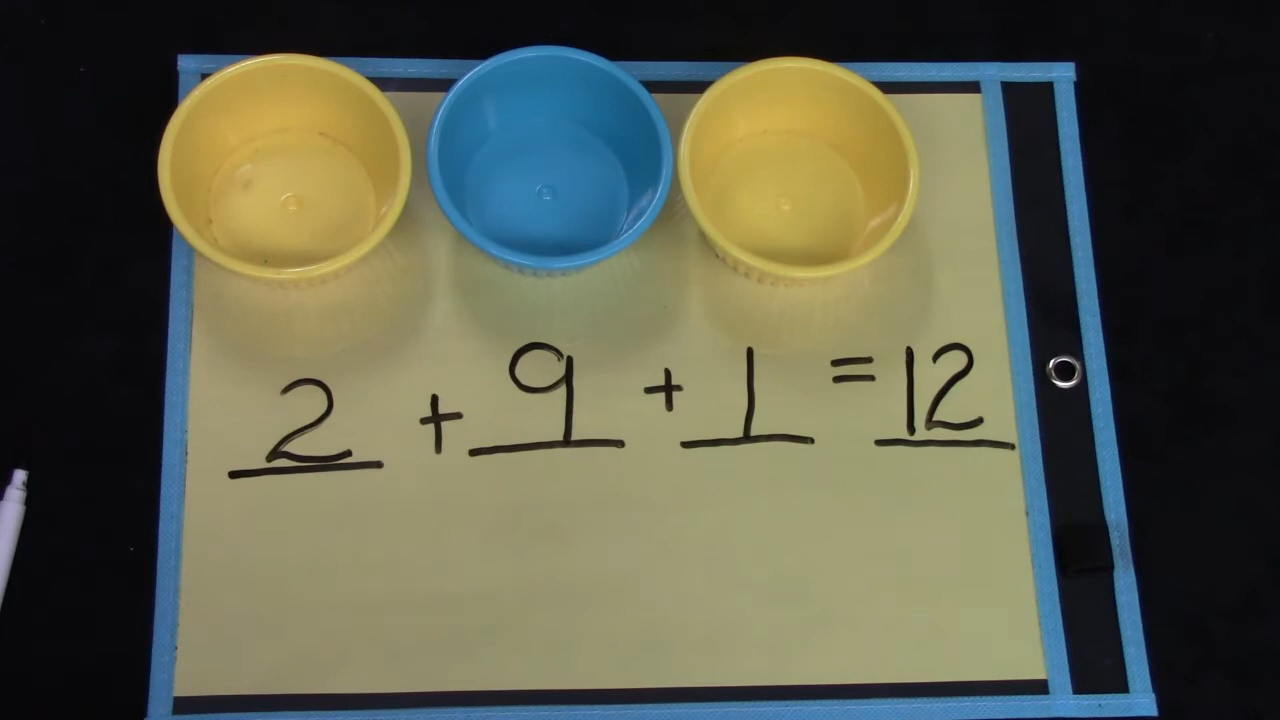 2 + 9 + 1 = 12